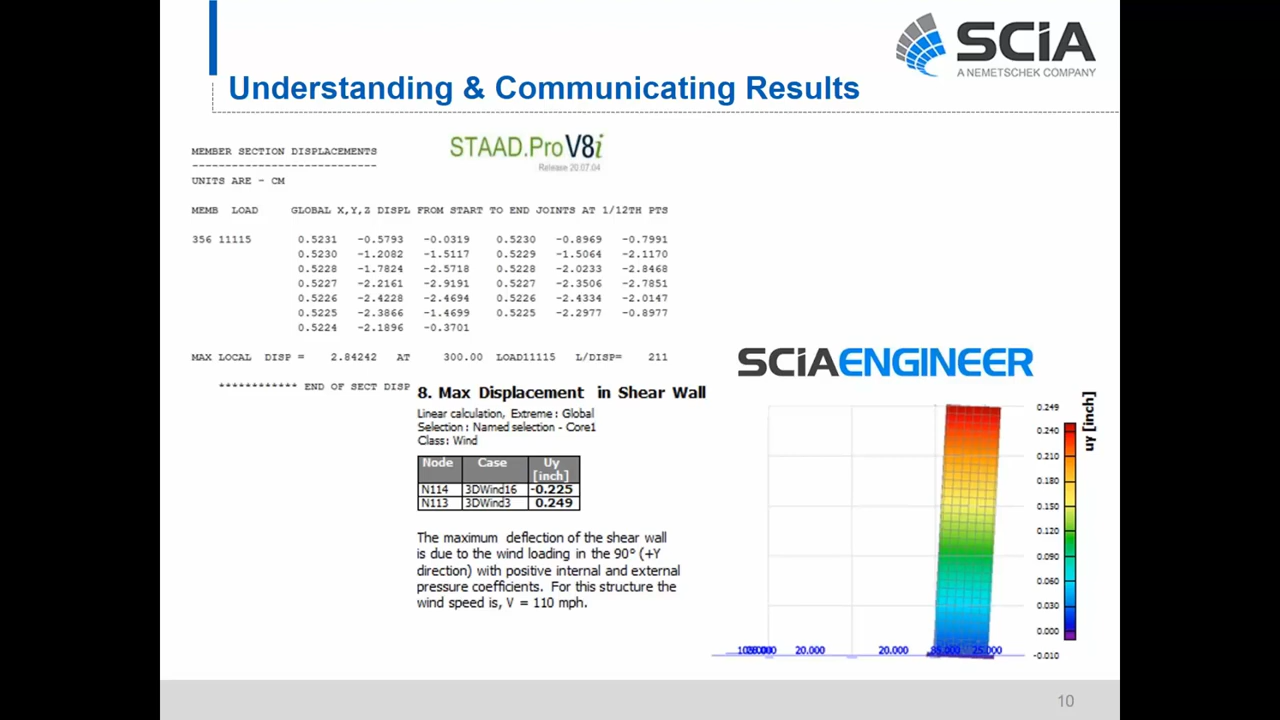 SCiA
A NEMETSCHEK COMPANY
Understanding & Communicating Results
STAAD.Pro V8i
Release 20.07.04
MEMBER SECTION DISPLACEMENTS
---------------------------
UNITS ARE - CM
MEMB LOAD GLOBAL X,Y,Z DISPL FROM START TO END JOINTS AT 1/12TH PTS
356 11115 0.5231 -0.5793 -0.0319 0.5230 -0.8969 -0.7991
0.5230 -1.2082 -1.5117 0.5229 -1.5064 -2.1170
0.5228 -1.7824 -2.5718 0.5228 -2.0233 -2.8468
0.5227 -2.2161 -2.9191 0.5227 -2.3506 -2.7851
0.5226 -2.4228 -2.4694 0.5226 -2.4334 -2.0147
0.5225 -2.3866 -1.4699 0.5225 -2.2977 -0.8977
0.5224 -2.1896 -0.3701
MAX LOCAL DISP = 2.84242 AT 300.00 LOAD11115 L/DISP= 211
************ END OF SECT DISP
SCiAENGINEER
8. Max Displacement in Shear Wall
Linear calculation, Extreme : Global
Selection : Named selection - Core1
Class : Wind
Node Case Uy [inch]
N114 3DWind16 -0.225
N113 3DWind3 0.249
The maximum deflection of the shear wall
is due to the wind loading in the 90° (+Y
direction) with positive internal and external
pressure coefficients. For this structure the
wind speed is, V = 110 mph.
uy [inch]
0.249
0.240
0.210
0.180
0.150
0.120
0.090
0.060
0.030
0.000
-0.010
20.000 20.000 25.000
10